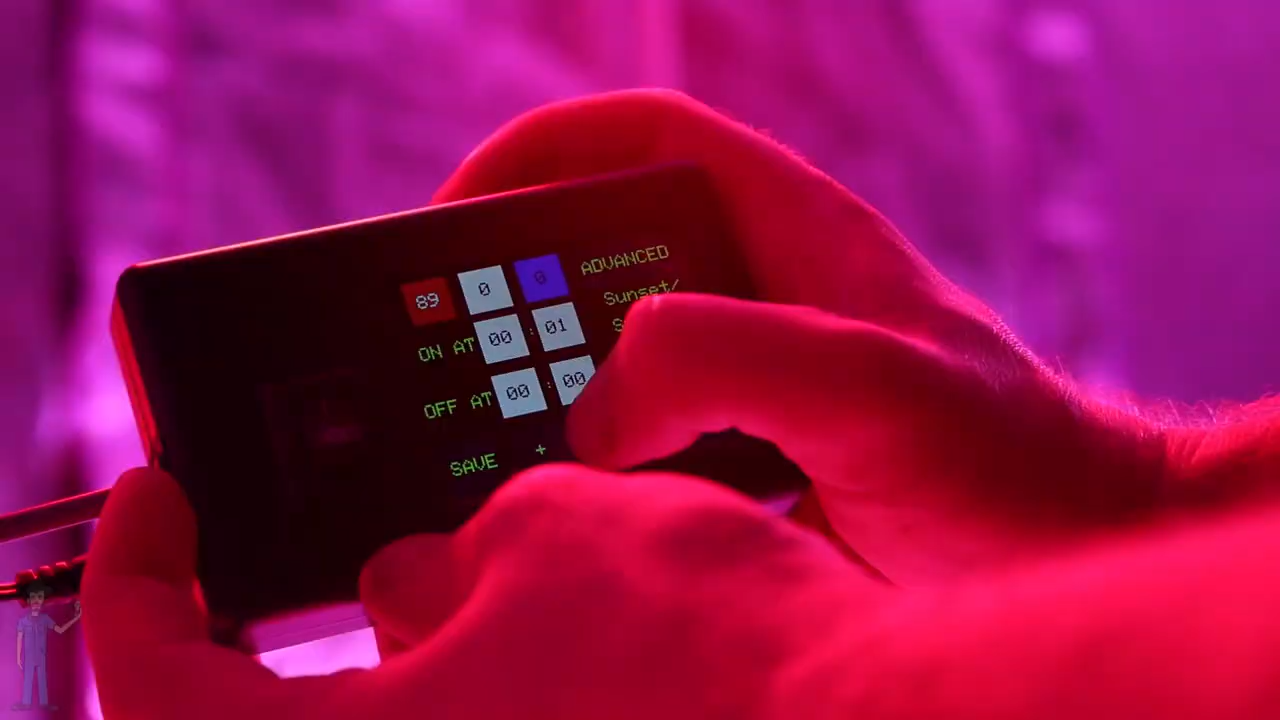 89 0 0 ADVANCED
Sunset/
ON AT 00 : 01
OFF AT 00 : 00
SAVE +